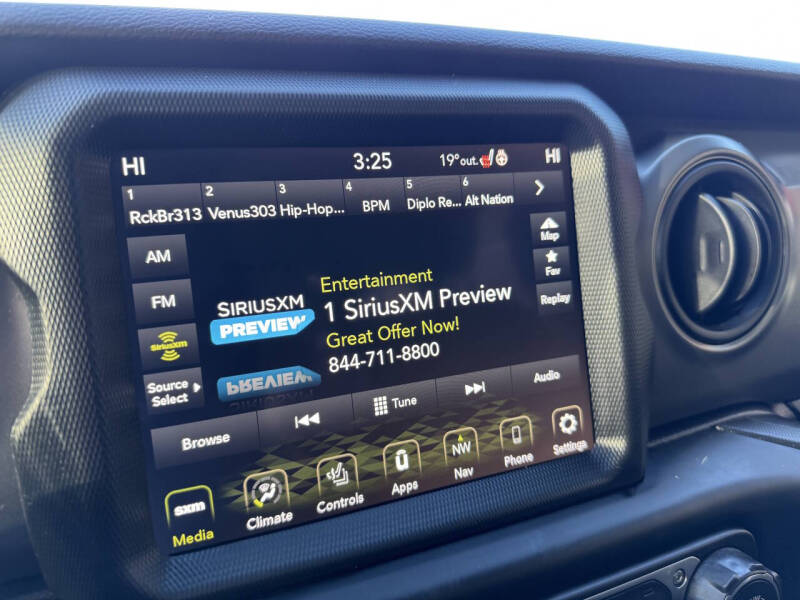 HI 3:25 19° out. HI
1 2 3 4 5 6
RckBr313 Venus303 Hip-Hop... BPM Diplo Re... Alt Nation
AM
FM
SiriusXM
Source
Select
SIRIUSXM
PREVIEW
Entertainment
1 SiriusXM Preview
Great Offer Now!
844-711-8800
PREVIEW
Map
Fav
Replay
Browse Tune Audio
sxm
Media
Climate
Controls
Apps
NW
Nav
Phone
Settings